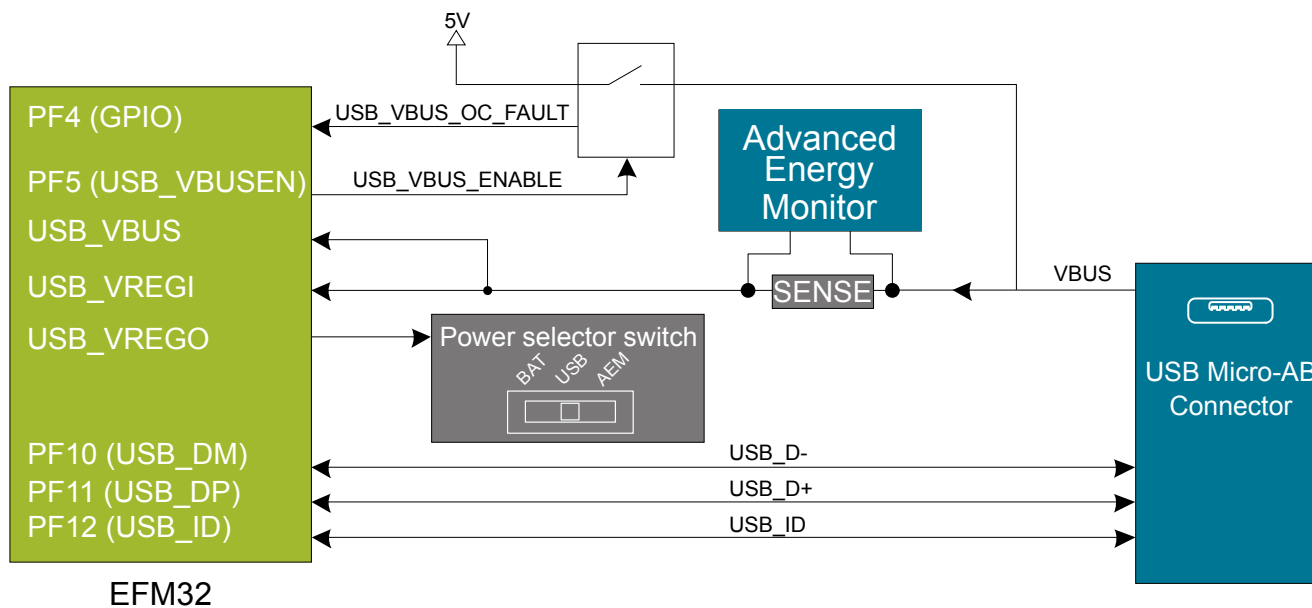 5V
PF4 (GPIO)
USB_VBUS_OC_FAULT
PF5 (USB_VBUSEN)
USB_VBUS_ENABLE
USB_VBUS
USB_VREGI
USB_VREGO
Advanced
Energy
Monitor
SENSE
VBUS
Power selector switch
BAT
USB
AEM
USB Micro-AB
Connector
PF10 (USB_DM)
USB_D-
PF11 (USB_DP)
USB_D+
PF12 (USB_ID)
USB_ID
EFM32